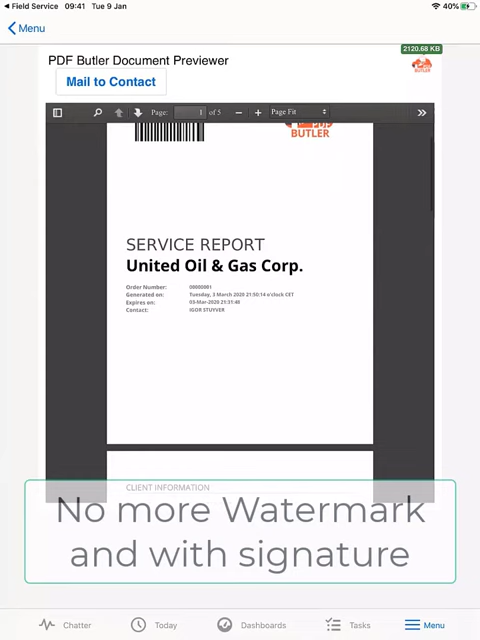 Field Service 09:41 Tue 9 Jan 40%
Menu
2120.68 KB
PDF Butler Document Previewer
BUTLER
Mail to Contact
Page: 1 of 5 Page Fit
BUTLER
SERVICE REPORT
United Oil & Gas Corp.
Order Number: 00000001
Generated on: Tuesday, 3 March 2020 21:50:14 o'clock CET
Expires on: 03-Mar-2020 21:31:48
Contact: IGOR STUYVER
CLIENT INFORMATION
No more Watermark
and with signature
Chatter Today Dashboards Tasks Menu